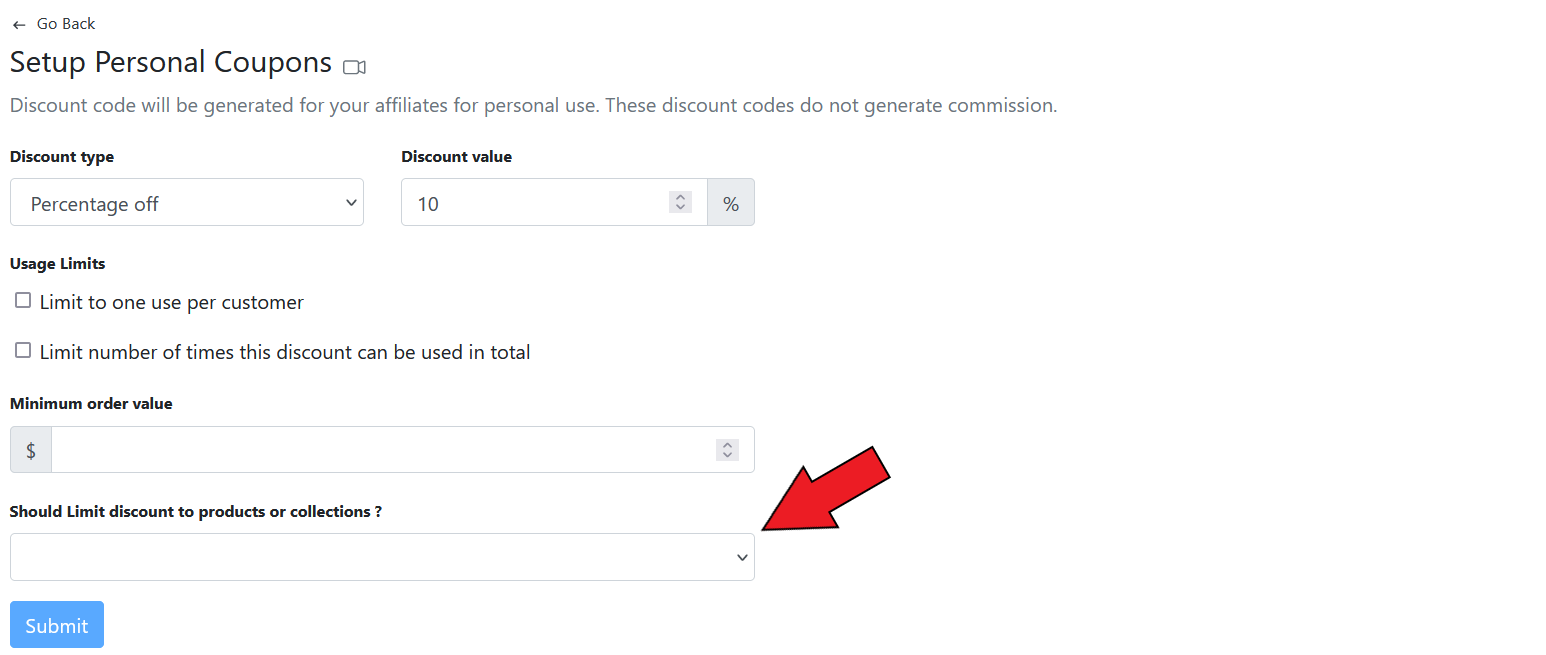 Go Back
Setup Personal Coupons
Discount code will be generated for your affiliates for personal use. These discount codes do not generate commission.
Discount type Discount value
Percentage off 10 %
Usage Limits
Limit to one use per customer
Limit number of times this discount can be used in total
Minimum order value
$
Should Limit discount to products or collections ?
Submit